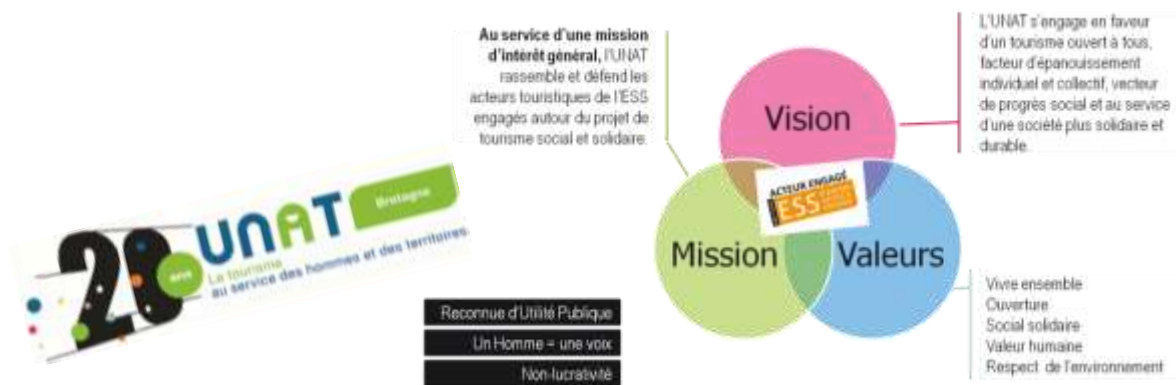 Au service d'une mission
d'intérêt général, l'UNAT
rassemble et défend les
acteurs touristiques de l'ESS
engagés autour du projet de
tourisme social et solidaire.
L'UNAT s'engage en faveur
d'un tourisme ouvert à tous,
facteur d'épanouissement
individuel et collectif, vecteur
de progrès social et au service
d'une société plus solidaire et
durable.
Vision
ACTEUR ENGAGÉ
ESS
Mission
Valeurs
20
ans
UNAT
Bretagne
Le tourisme
au service des hommes et des territoires
Reconnue d'Utilité Publique
Un Homme = une voix
Non-lucrativité
Vivre ensemble
Ouverture
Social solidaire
Valeur humaine
Respect de l'environnement